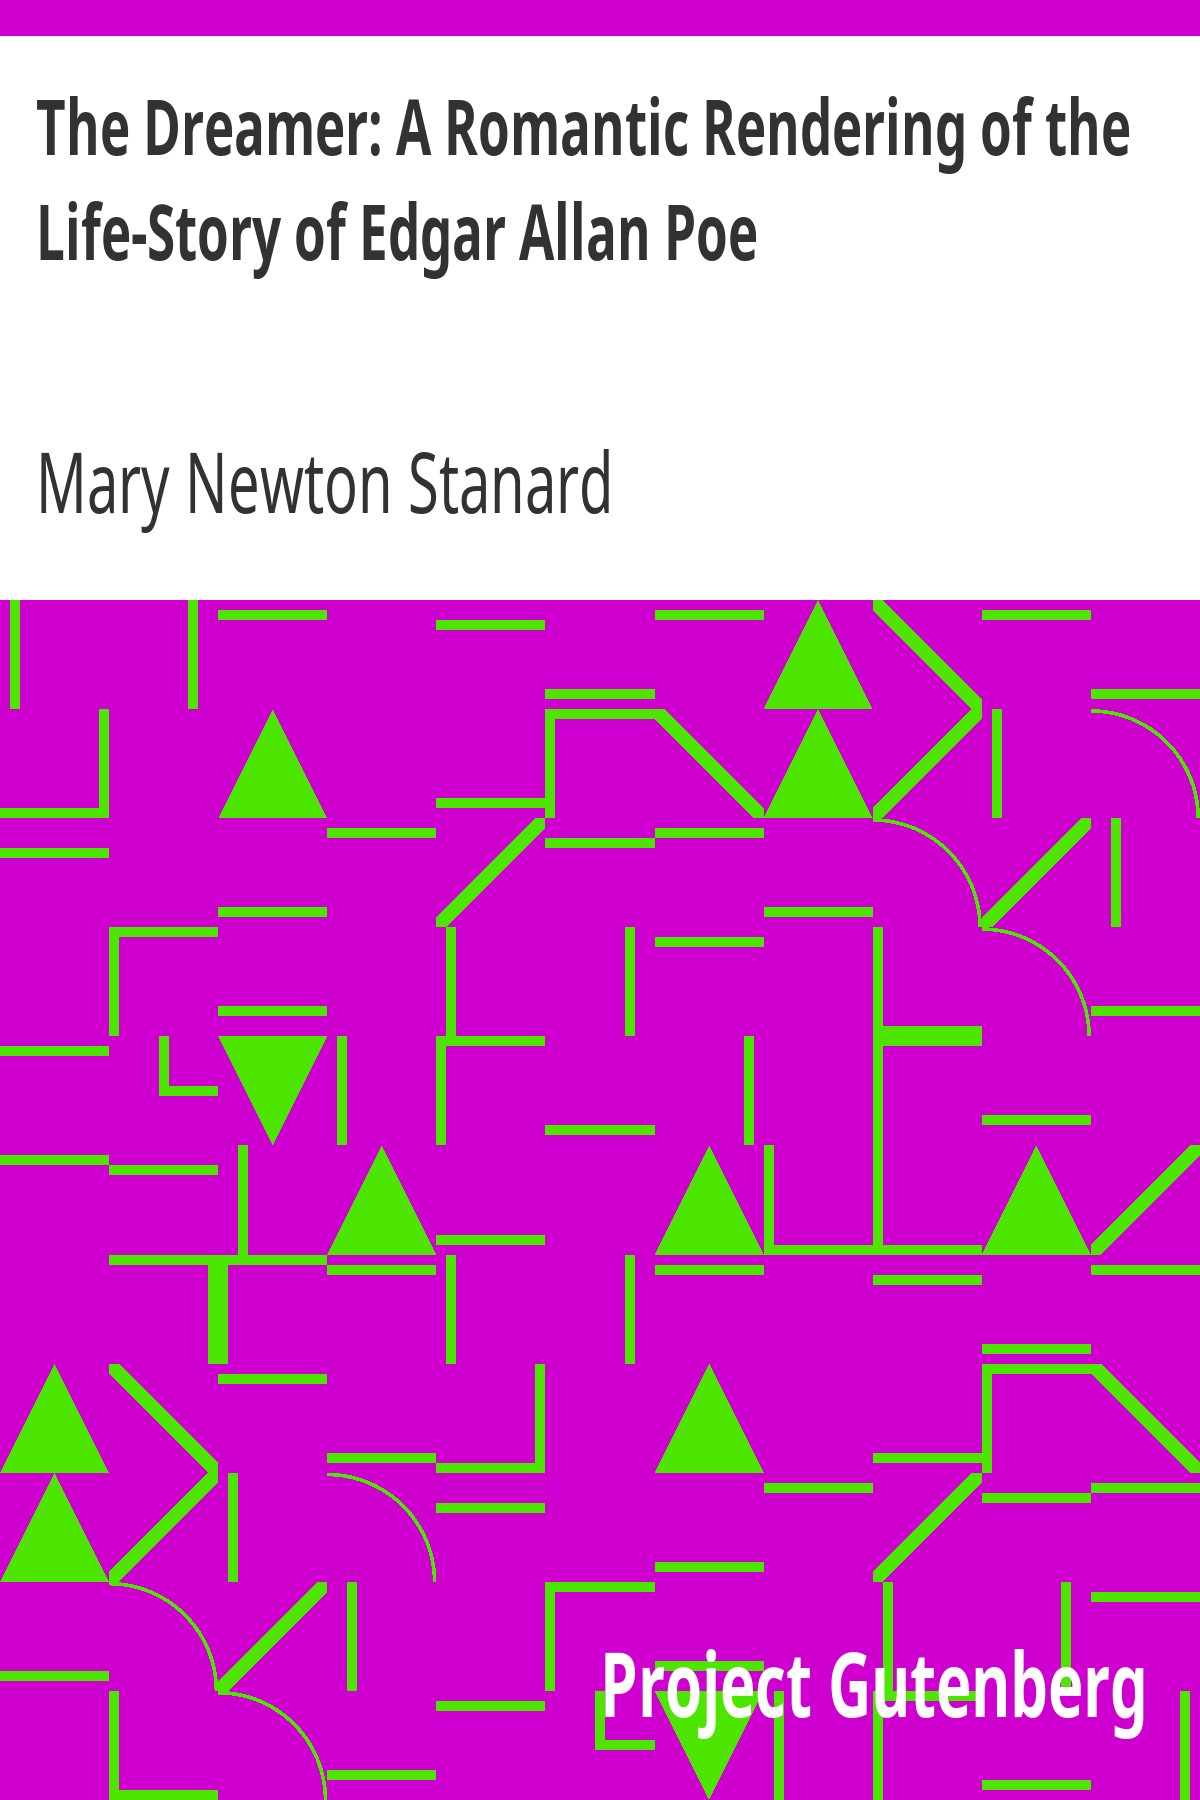 The Dreamer: A Romantic Rendering of the
Life-Story of Edgar Allan Poe
Mary Newton Stanard
Project Gutenberg